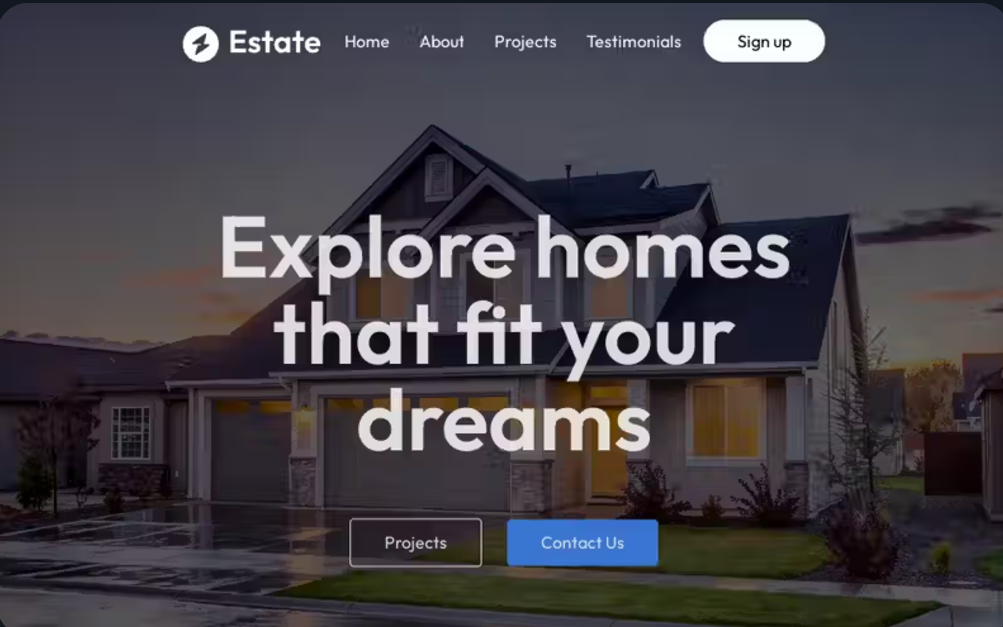 Estate
Home About Projects Testimonials Sign up
Explore homes
that fit your
dreams
Projects Contact Us